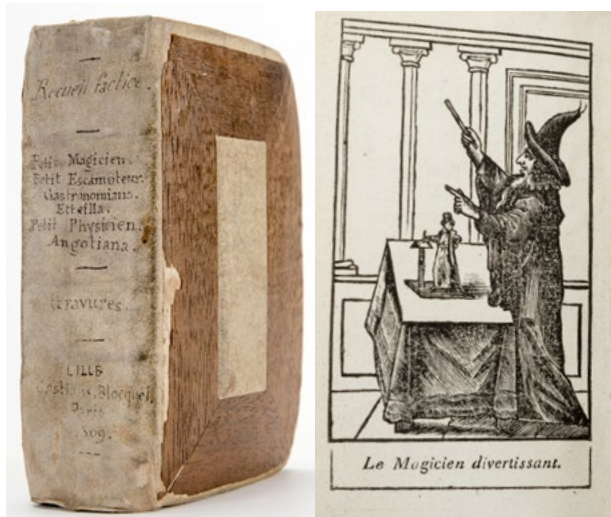 Recueil factice.
Petit Magicien.
Petit Escamoteur.
Gastronomiana.
Etteilla.
Petit Physicien.
Angotiana.
Gravures.
LILLE
Blocquel,
Paris
Le Magicien divertissant.